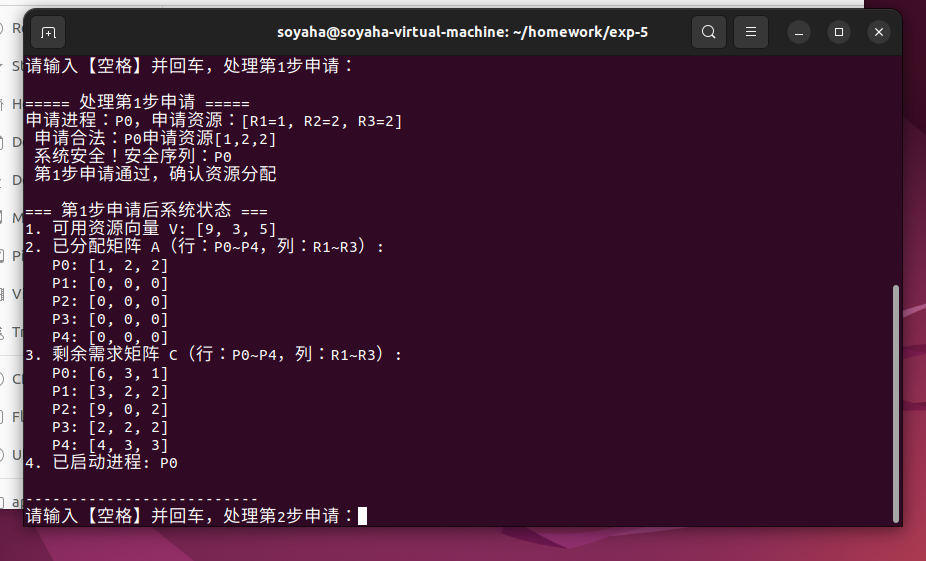 soyaha@soyaha-virtual-machine: ~/homework/exp-5
请输入【空格】并回车，处理第1步申请：
===== 处理第1步申请 =====
申请进程：P0，申请资源：[R1=1, R2=2, R3=2]
申请合法：P0申请资源[1,2,2]
系统安全！安全序列：P0
第1步申请通过，确认资源分配
=== 第1步申请后系统状态 ===
1. 可用资源向量 V: [9, 3, 5]
2. 已分配矩阵 A（行：P0~P4，列：R1~R3）:
P0: [1, 2, 2]
P1: [0, 0, 0]
P2: [0, 0, 0]
P3: [0, 0, 0]
P4: [0, 0, 0]
3. 剩余需求矩阵 C（行：P0~P4，列：R1~R3）:
P0: [6, 3, 1]
P1: [3, 2, 2]
P2: [9, 0, 2]
P3: [2, 2, 2]
P4: [4, 3, 3]
4. 已启动进程: P0
--------------------------
请输入【空格】并回车，处理第2步申请：